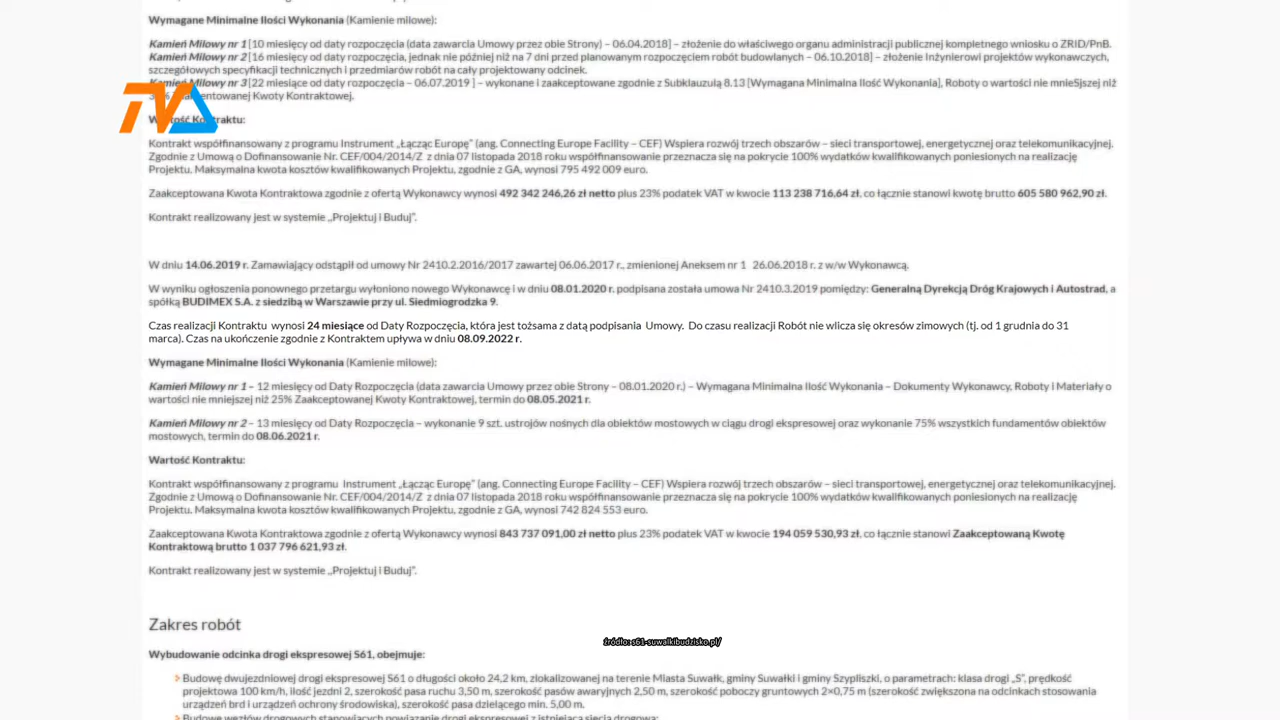 Wymagane Minimalne Ilości Wykonania (Kamienie milowe):
Kamień Milowy nr 1 [10 miesięcy od daty rozpoczęcia (data zawarcia Umowy przez obie Strony) – 06.04.2018] – złożenie do właściwego organu administracji publicznej kompletnego wniosku o ZRID/PnB.
Kamień Milowy nr 2 [16 miesięcy od daty rozpoczęcia, jednak nie później niż na 7 dni przed planowanym rozpoczęciem robót budowlanych – 06.10.2018] – złożenie Inżynierowi projektów wykonawczych,
szczegółowych specyfikacji technicznych i przedmiarów robót na cały projektowany odcinek.
Kamień Milowy nr 3 [22 miesiące od daty rozpoczęcia – 06.07.2019 ] – wykonane i zaakceptowane zgodnie z Subklauzulą 8.13 [Wymagana Minimalna Ilość Wykonania], Roboty o wartości nie mnieSjszej niż
Kwoty Kontraktowej.
TV
Kontrakt współfinansowany z programu Instrument „Łącząc Europę” (ang. Connecting Europe Facility – CEF) Wspiera rozwój trzech obszarów – sieci transportowej, energetycznej oraz telekomunikacyjnej.
Zgodnie z Umową o Dofinansowanie Nr. CEF/004/2014/Z z dnia 07 listopada 2018 roku współfinansowanie przeznacza się na pokrycie 100% wydatków kwalifikowanych poniesionych na realizację
Projektu. Maksymalna kwota kosztów kwalifikowanych Projektu, zgodnie z GA, wynosi 795 492 009 euro.
Zaakceptowana Kwota Kontraktowa zgodnie z ofertą Wykonawcy wynosi 492 342 246,26 zł netto plus 23% podatek VAT w kwocie 113 238 716,64 zł, co łącznie stanowi kwotę brutto 605 580 962,90 zł.
Kontrakt realizowany jest w systemie „Projektuj i Buduj”.
W dniu 14.06.2019 r. Zamawiający odstąpił od umowy Nr 2410.2.2016/2017 zawartej 06.06.2017 r., zmienionej Aneksem nr 1 26.06.2018 r. z w/w Wykonawcą.
W wyniku ogłoszenia ponownego przetargu wyłoniono nowego Wykonawcę i w dniu 08.01.2020 r. podpisana została umowa Nr 2410.3.2019 pomiędzy: Generalną Dyrekcją Dróg Krajowych i Autostrad, a
spółką BUDIMEX S.A. z siedzibą w Warszawie przy ul. Siedmiogrodzka 9.
Czas realizacji Kontraktu wynosi 24 miesiące od Daty Rozpoczęcia, która jest tożsama z datą podpisania Umowy. Do czasu realizacji Robót nie wlicza się okresów zimowych (tj. od 1 grudnia do 31
marca). Czas na ukończenie zgodnie z Kontraktem upływa w dniu 08.09.2022 r.
Wymagane Minimalne Ilości Wykonania (Kamienie milowe):
Kamień Milowy nr 1 – 12 miesięcy od Daty Rozpoczęcia (data zawarcia Umowy przez obie Strony – 08.01.2020 r.) – Wymagana Minimalna Ilość Wykonania – Dokumenty Wykonawcy, Roboty i Materiały o
wartości nie mniejszej niż 25% Zaakceptowanej Kwoty Kontraktowej, termin do 08.05.2021 r.
Kamień Milowy nr 2 – 13 miesięcy od Daty Rozpoczęcia – wykonanie 9 szt. ustrojów nośnych dla obiektów mostowych w ciągu drogi ekspresowej oraz wykonanie 75% wszystkich fundamentów obiektów
mostowych, termin do 08.06.2021 r.
Wartość Kontraktu:
Kontrakt współfinansowany z programu Instrument „Łącząc Europę” (ang. Connecting Europe Facility – CEF) Wspiera rozwój trzech obszarów – sieci transportowej, energetycznej oraz telekomunikacyjnej.
Zgodnie z Umową o Dofinansowanie Nr. CEF/004/2014/Z z dnia 07 listopada 2018 roku współfinansowanie przeznacza się na pokrycie 100% wydatków kwalifikowanych poniesionych na realizację
Projektu. Maksymalna kwota kosztów kwalifikowanych Projektu, zgodnie z GA, wynosi 742 824 553 euro.
Zaakceptowana Kwota Kontraktowa zgodnie z ofertą Wykonawcy wynosi 843 737 091,00 zł netto plus 23% podatek VAT w kwocie 194 059 530,93 zł, co łącznie stanowi Zaakceptowaną Kwotę
Kontraktową brutto 1 037 796 621,93 zł.
Kontrakt realizowany jest w systemie „Projektuj i Buduj”.
Zakres robót
źródło: s61-suwalkibudzisko.pl/
Wybudowanie odcinka drogi ekspresowej S61, obejmuje:
Budowę dwujezdniowej drogi ekspresowej S61 o długości około 24,2 km, zlokalizowanej na terenie Miasta Suwałk, gminy Suwałki i gminy Szypliszki, o parametrach: klasa drogi „S”, prędkość
projektowa 100 km/h, ilość jezdni 2, szerokość pasa ruchu 3,50 m, szerokość pasów awaryjnych 2,50 m, szerokość poboczy gruntowych 2×0,75 m (szerokość zwiększona na odcinkach stosowania
urządzeń brd i urządzeń ochrony środowiska), szerokość pasa dzielącego min. 5,00 m.
Budowę węzłów drogowych stanowiących powiązanie drogi ekspresowej z istniejącą siecią drogową: